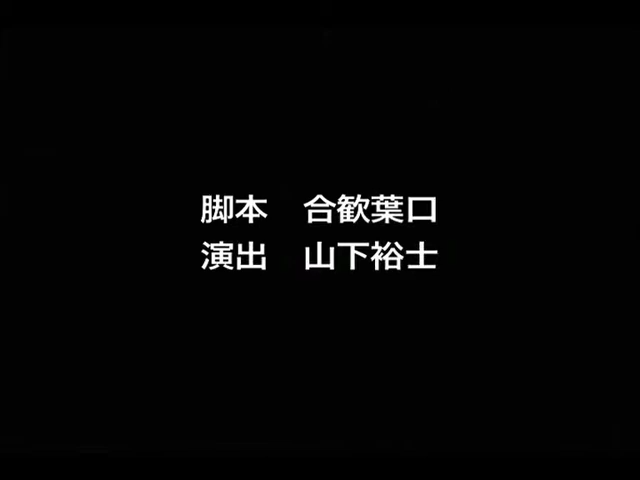 脚本　合歓葉口
演出　山下裕士